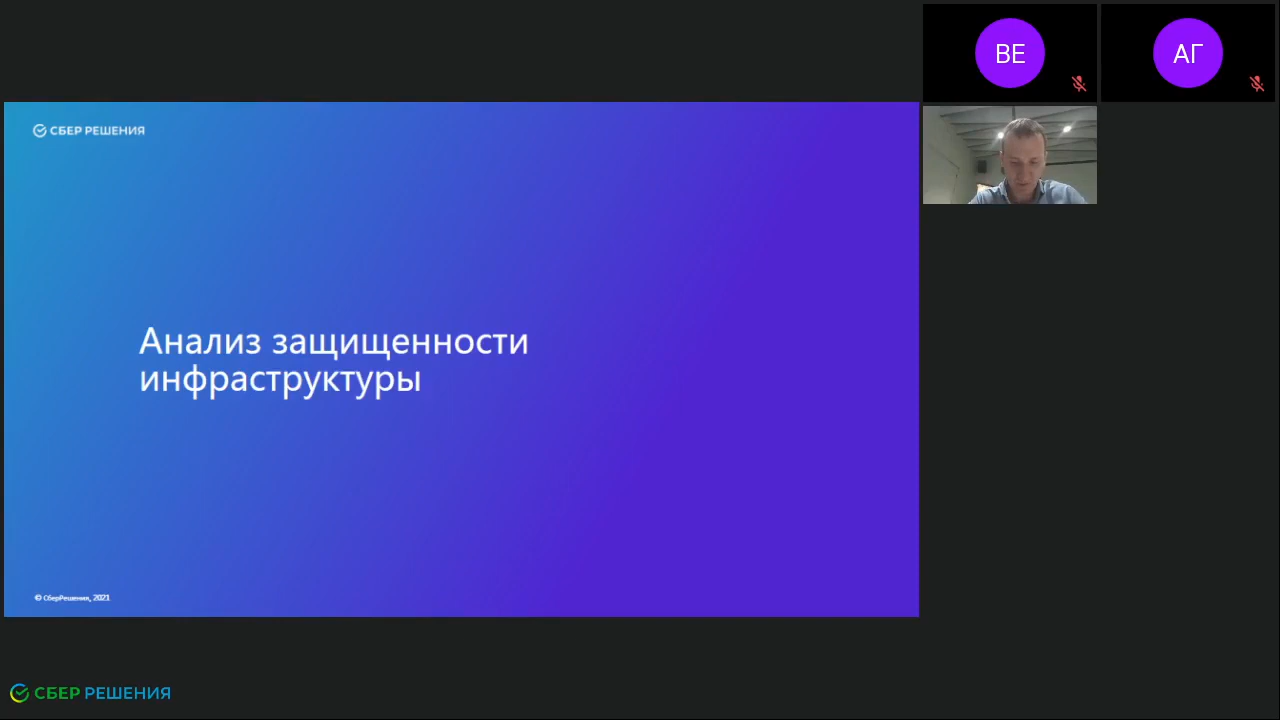 ВЕ
АГ
СБЕР РЕШЕНИЯ
Анализ защищенности
инфраструктуры
© СберРешения, 2021
СБЕР РЕШЕНИЯ